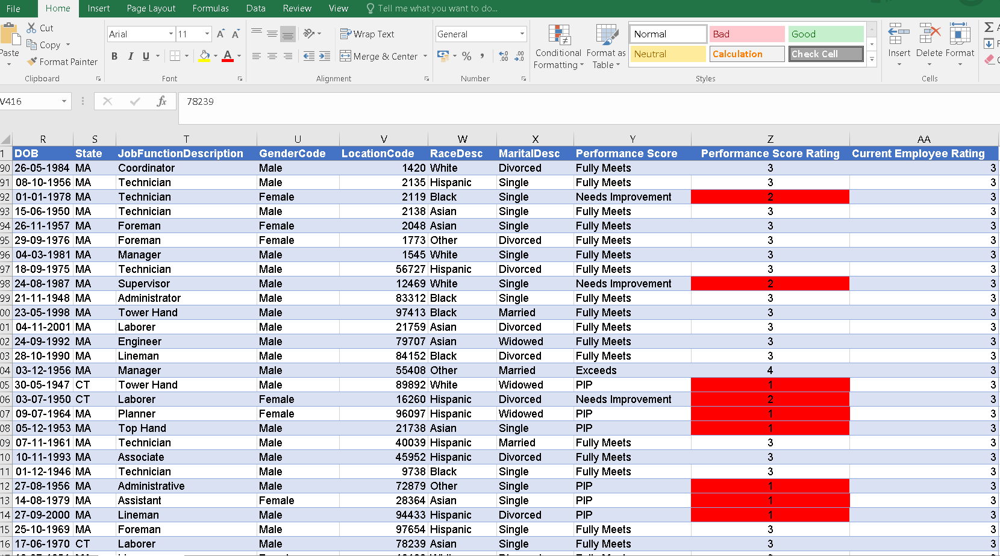 File Home Insert Page Layout Formulas Data Review View Tell me what you want to do...
Cut
Copy
Paste
Format Painter
Clipboard
Arial 11
B I U A
Font
Wrap Text
Merge & Center
Alignment
General
% ,
Number
Conditional Formatting
Format as Table
Normal Bad Good
Neutral Calculation Check Cell
Styles
Insert Delete Format
Cells
V416 fx 78239
R S T U V W X Y Z AA
1 DOB State JobFunctionDescription GenderCode LocationCode RaceDesc MaritalDesc Performance Score Performance Score Rating Current Employee Rating
90 26-05-1984 MA Coordinator Male 1420 White Divorced Fully Meets 3 3
91 08-10-1956 MA Technician Male 2135 Hispanic Single Fully Meets 3 3
92 01-01-1978 MA Technician Female 2119 Black Single Needs Improvement 2 3
93 15-06-1950 MA Technician Male 2138 Asian Single Fully Meets 3 3
94 26-11-1957 MA Foreman Female 2048 Asian Single Fully Meets 3 3
95 29-09-1976 MA Foreman Female 1773 Other Divorced Fully Meets 3 3
96 04-03-1981 MA Manager Male 1545 White Single Fully Meets 3 3
97 18-09-1975 MA Technician Male 56727 Hispanic Divorced Fully Meets 3 3
98 24-08-1987 MA Supervisor Male 12469 White Single Needs Improvement 2 3
99 21-11-1948 MA Administrator Male 83312 Black Single Fully Meets 3 3
00 23-05-1998 MA Tower Hand Male 97413 Black Married Fully Meets 3 3
01 04-11-2001 MA Laborer Male 21759 Asian Divorced Fully Meets 3 3
02 24-09-1992 MA Engineer Male 79707 Asian Widowed Fully Meets 3 3
03 28-10-1990 MA Lineman Male 84152 Black Divorced Fully Meets 3 3
04 03-12-1956 MA Manager Male 55408 Other Married Exceeds 4 3
05 30-05-1947 CT Tower Hand Male 89892 White Widowed PIP 1 3
06 03-07-1950 CT Laborer Female 16260 Hispanic Divorced Needs Improvement 2 3
07 09-07-1964 MA Planner Female 96097 Hispanic Widowed PIP 1 3
08 05-12-1953 MA Top Hand Male 21738 Asian Single PIP 1 3
09 07-11-1961 MA Technician Male 40039 Hispanic Married Fully Meets 3 3
10 10-11-1993 MA Associate Male 45952 Hispanic Divorced Fully Meets 3 3
11 01-12-1946 MA Technician Male 9738 Black Single Fully Meets 3 3
12 27-08-1956 MA Administrative Male 72879 Other Single PIP 1 3
13 14-08-1979 MA Assistant Female 28364 Asian Single PIP 1 3
14 27-09-2000 MA Lineman Male 94433 Hispanic Divorced PIP 1 3
15 25-10-1969 MA Foreman Male 97654 Hispanic Single Fully Meets 3 3
16 17-06-1970 CT Laborer Male 78239 Asian Single Fully Meets 3 3